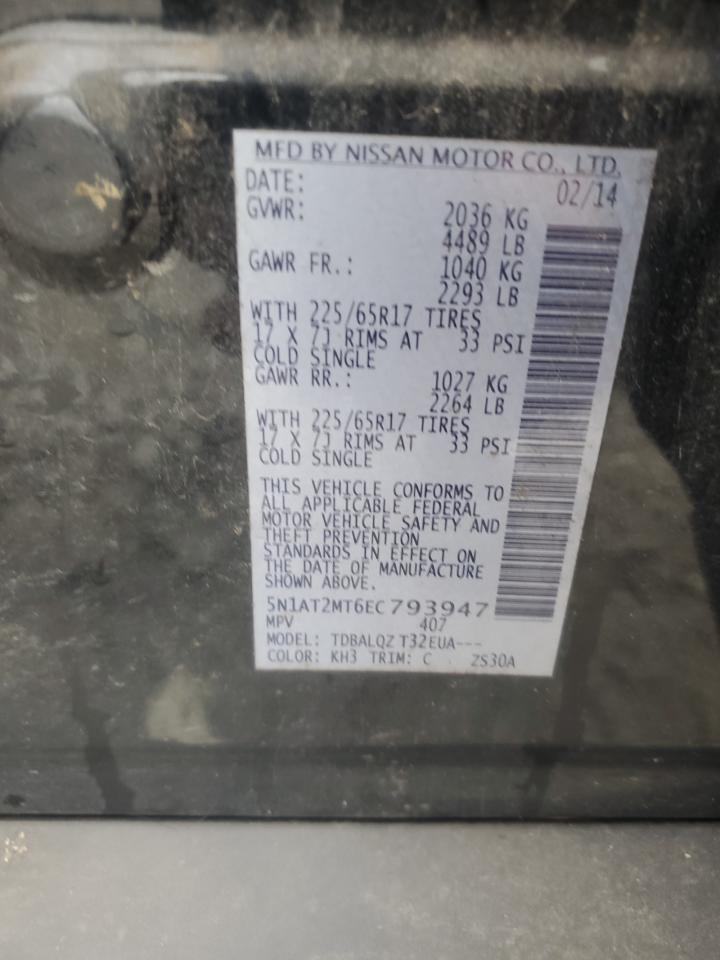 MFD BY NISSAN MOTOR CO., LTD.
DATE: 02/14
GVWR: 2036 KG
4489 LB
GAWR FR.: 1040 KG
2293 LB
WITH 225/65R17 TIRES
17 X 7J RIMS AT 33 PSI
COLD SINGLE
GAWR RR.: 1027 KG
2264 LB
WITH 225/65R17 TIRES
17 X 7J RIMS AT 33 PSI
COLD SINGLE
THIS VEHICLE CONFORMS TO
ALL APPLICABLE FEDERAL
MOTOR VEHICLE SAFETY AND
THEFT PREVENTION
STANDARDS IN EFFECT ON
THE DATE OF MANUFACTURE
SHOWN ABOVE.
5N1AT2MT6EC793947
MPV 407
MODEL: TDBALQZ T32EUA---
COLOR: KH3 TRIM: C ZS30A